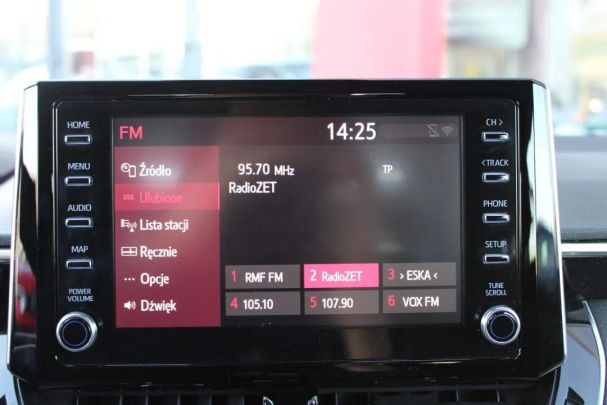 HOME
MENU
AUDIO
MAP
POWER
VOLUME
FM 14:25
Źródło
Ulubione
Lista stacji
Ręcznie
Opcje
Dźwięk
95.70 MHz TP
RadioZET
1 RMF FM 2 RadioZET 3 > ESKA <
4 105.10 5 107.90 6 VOX FM
CH >
< TRACK
PHONE
SETUP
TUNE
SCROLL